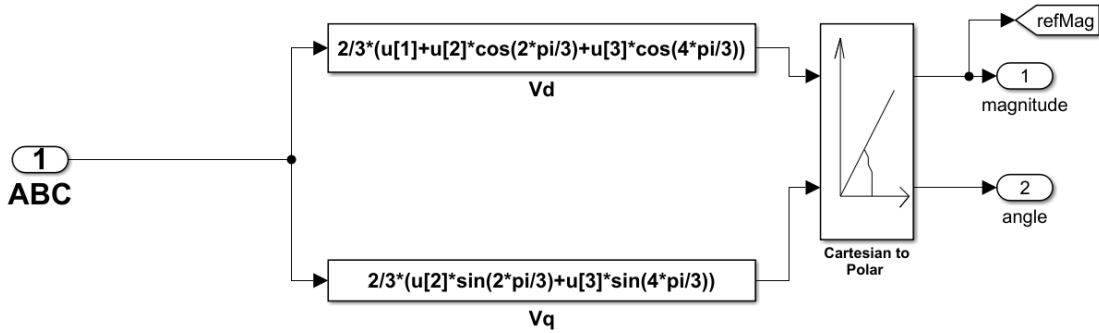 refMag
2/3*(u[1]+u[2]*cos(2*pi/3)+u[3]*cos(4*pi/3))
Vd
1
magnitude
1
ABC
2
angle
Cartesian to
Polar
2/3*(u[2]*sin(2*pi/3)+u[3]*sin(4*pi/3))
Vq